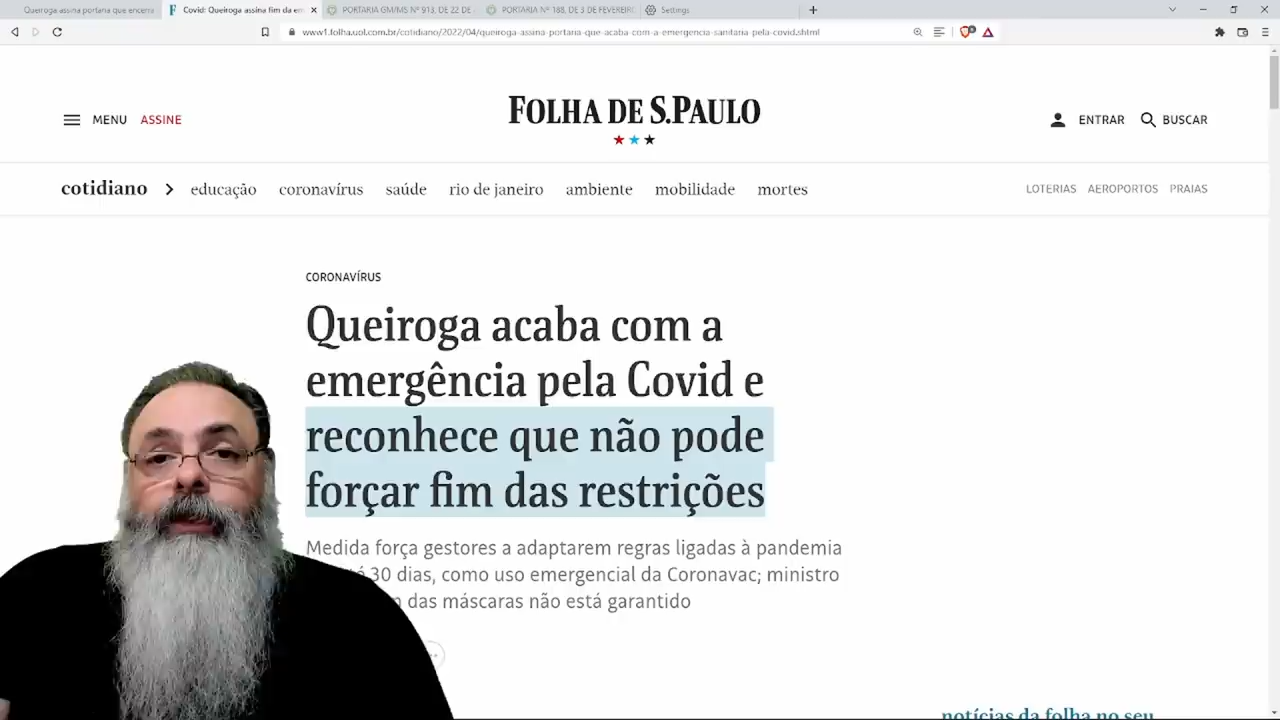 Queiroga assina portaria que encerra
Covid: Queiroga assina fim da em
PORTARIA GM/MS Nº 913, DE 22 DE
PORTARIA Nº 188, DE 3 DE FEVEREIRO
Settings
www1.folha.uol.com.br/cotidiano/2022/04/queiroga-assina-portaria-que-acaba-com-a-emergencia-sanitaria-pela-covid.shtml
MENU ASSINE
FOLHA DE S.PAULO
ENTRAR BUSCAR
cotidiano educação coronavírus saúde rio de janeiro ambiente mobilidade mortes
LOTERIAS AEROPORTOS PRAIAS
CORONAVÍRUS
Queiroga acaba com a
emergência pela Covid e
reconhece que não pode
forçar fim das restrições
Medida força gestores a adaptarem regras ligadas à pandemia
30 dias, como uso emergencial da Coronavac; ministro
das máscaras não está garantido
notícias da folha no seu